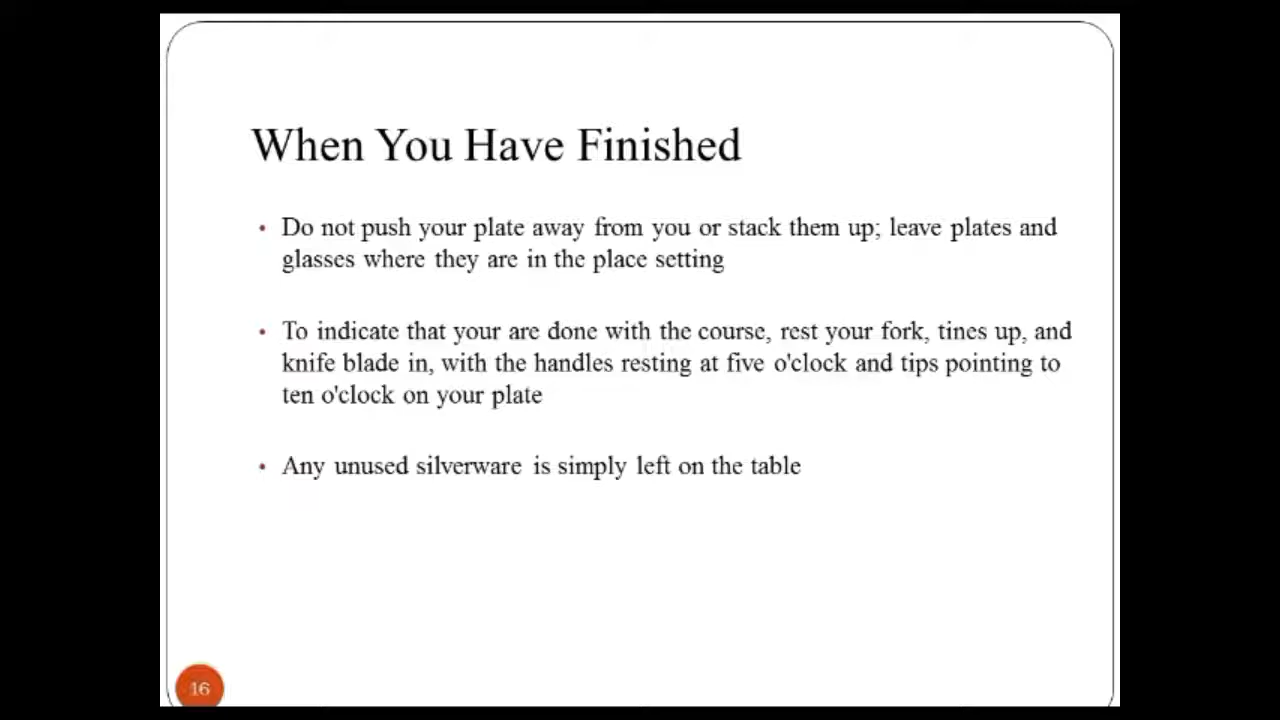 When You Have Finished
• Do not push your plate away from you or stack them up; leave plates and
glasses where they are in the place setting
• To indicate that your are done with the course, rest your fork, tines up, and
knife blade in, with the handles resting at five o'clock and tips pointing to
ten o'clock on your plate
• Any unused silverware is simply left on the table
16